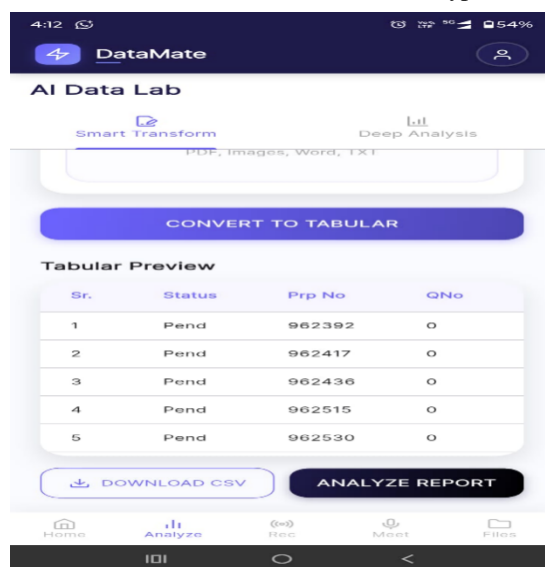 4:12 54%
DataMate
AI Data Lab
Smart Transform Deep Analysis
PDF, Images, Word, TXT
CONVERT TO TABULAR
Tabular Preview
Sr. Status Prp No QNo
1 Pend 962392 0
2 Pend 962417 0
3 Pend 962436 0
4 Pend 962515 0
5 Pend 962530 0
DOWNLOAD CSV ANALYZE REPORT
Home Analyze Rec Meet Files